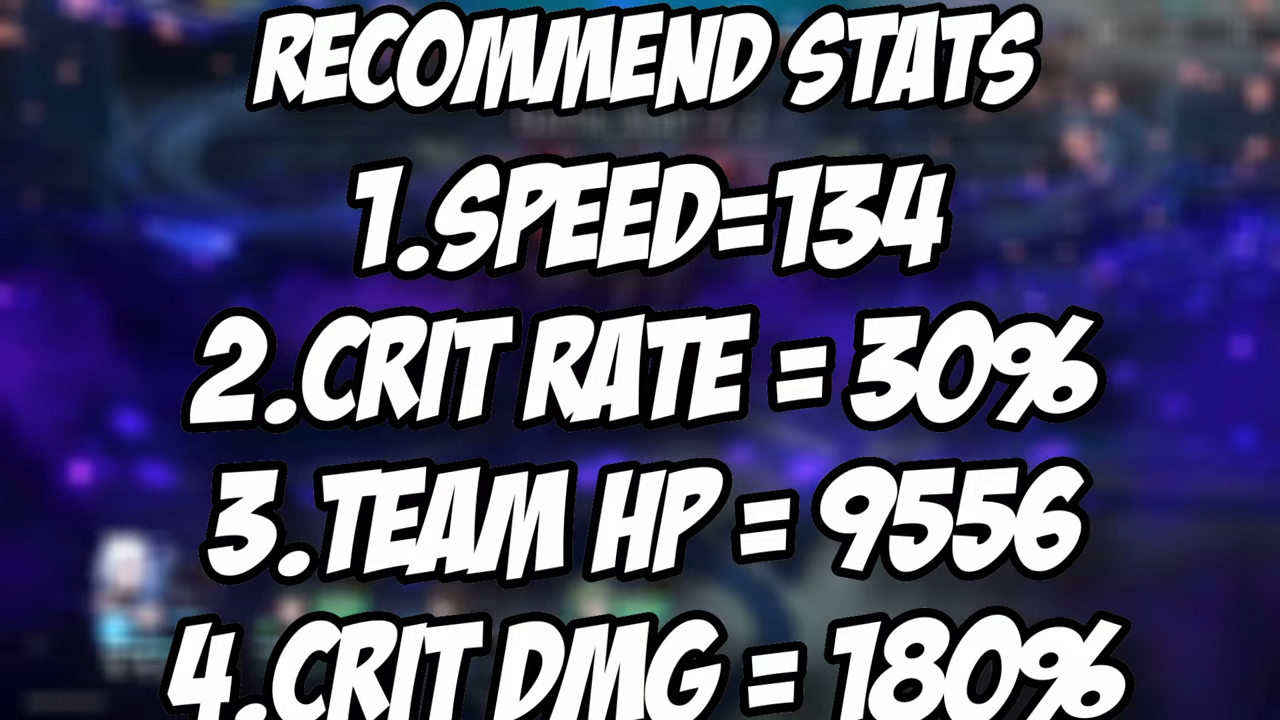 RECOMMEND STATS
1.SPEED=134
2.CRIT RATE = 30%
3.TEAM HP = 9556
4.CRIT DMG = 180%